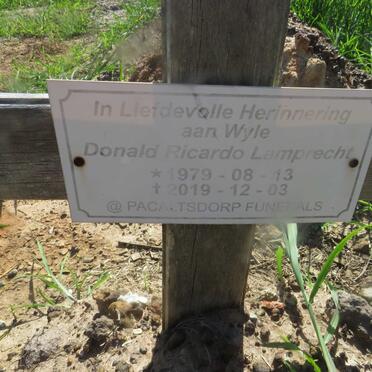 In Liefdevolle Herinnering
aan Wyle
Donald Ricardo Lamprecht
★ 1979 - 08 - 13
† 2019 - 12 - 03
@ PACALTSDORP FUNERALS